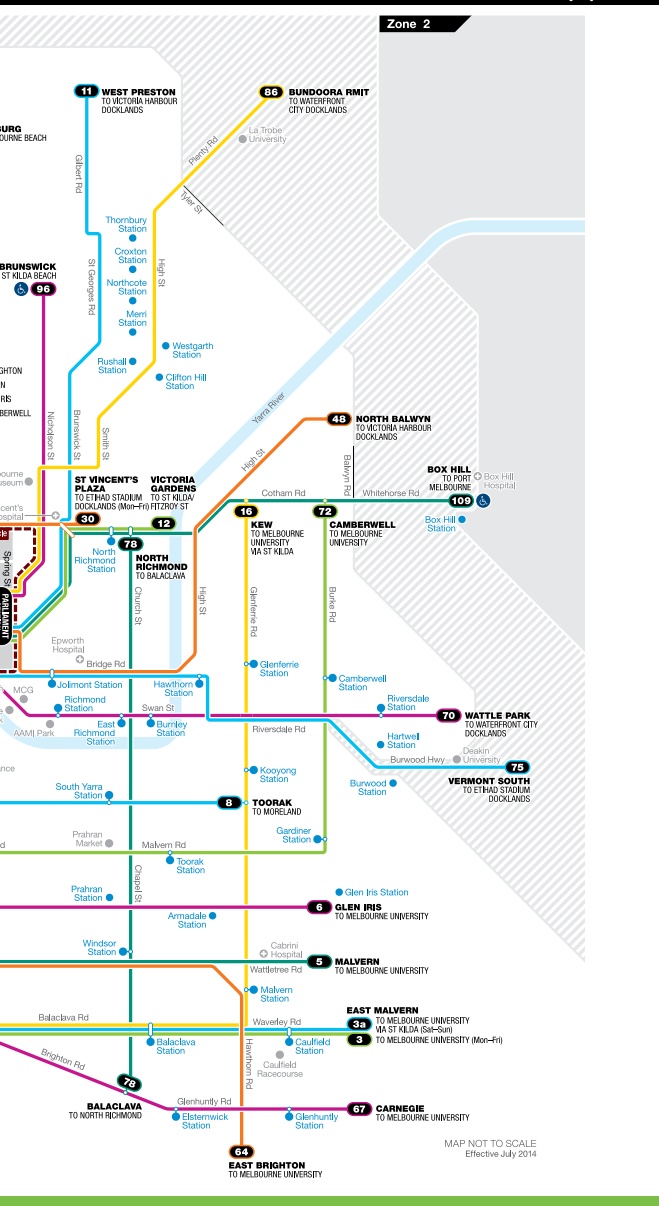 Zone 2
11 WEST PRESTON
TO VICTORIA HARBOUR
DOCKLANDS
86 BUNDOORA RMIT
TO WATERFRONT
CITY DOCKLANDS
La Trobe
University
Plenty Rd
Tyler St
Gilbert Rd
BURG
OURNE BEACH
Thornbury
Station
Croxton
Station
Northcote
Station
Merri
Station
Rushall
Station
Westgarth
Station
Clifton Hill
Station
St Georges Rd
High St
BRUNSWICK
ST KILDA BEACH
96
GHTON
N
RIS
BERWELL
Nicholson St
Brunswick St
Smith St
Yarra River
48 NORTH BALWYN
TO VICTORIA HARBOUR
DOCKLANDS
High St
Balwyn Rd
Cotham Rd
Whitehorse Rd
BOX HILL
TO PORT
MELBOURNE
109
Box Hill
Hospital
Box Hill
Station
ourne
useum
cent's
ospital
ST VINCENT'S
PLAZA
TO ETIHAD STADIUM
DOCKLANDS (Mon–Fri)
30
VICTORIA
GARDENS
TO ST KILDA/
FITZROY ST
12
16
KEW
TO MELBOURNE
UNIVERSITY
VIA ST KILDA
72
CAMBERWELL
TO MELBOURNE
UNIVERSITY
North
Richmond
Station
78
NORTH
RICHMOND
TO BALACLAVA
Spring St
PARLIAMENT
Church St
High St
Glenferrie Rd
Burke Rd
Epworth
Hospital
Bridge Rd
Jolimont Station
Hawthorn
Station
Glenferrie
Station
Camberwell
Station
MCG
AAMI Park
Richmond
Station
East
Richmond
Station
Swan St
Burnley
Station
Riversdale Rd
Riversdale
Station
70 WATTLE PARK
TO WATERFRONT CITY
DOCKLANDS
Hartwell
Station
Burwood Hwy
Deakin
University
75
VERMONT SOUTH
TO ETIHAD STADIUM
DOCKLANDS
Burwood
Station
Kooyong
Station
ance
South Yarra
Station
8 TOORAK
TO MORELAND
Prahran
Market
Malvern Rd
Toorak
Station
Gardiner
Station
d
Chapel St
Prahran
Station
Glen Iris Station
6 GLEN IRIS
TO MELBOURNE UNIVERSITY
Armadale
Station
Windsor
Station
Cabrini
Hospital
Wattletree Rd
5 MALVERN
TO MELBOURNE UNIVERSITY
Malvern
Station
Balaclava Rd
Waverley Rd
EAST MALVERN
3a TO MELBOURNE UNIVERSITY
VIA ST KILDA (Sat–Sun)
3 TO MELBOURNE UNIVERSITY (Mon–Fri)
Balaclava
Station
Caulfield
Station
Caulfield
Racecourse
Hawthorn Rd
Brighton Rd
78
BALACLAVA
TO NORTH RICHMOND
Glenhuntly Rd
Elsternwick
Station
Glenhuntly
Station
67 CARNEGIE
TO MELBOURNE UNIVERSITY
64
EAST BRIGHTON
TO MELBOURNE UNIVERSITY
MAP NOT TO SCALE
Effective July 2014